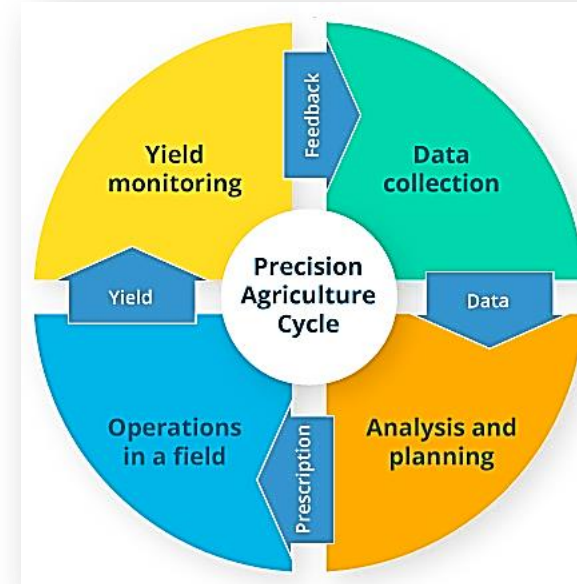 Yield
monitoring
Feedback
Data
collection
Precision
Agriculture
Cycle
Yield
Data
Operations
in a field
Prescription
Analysis and
planning